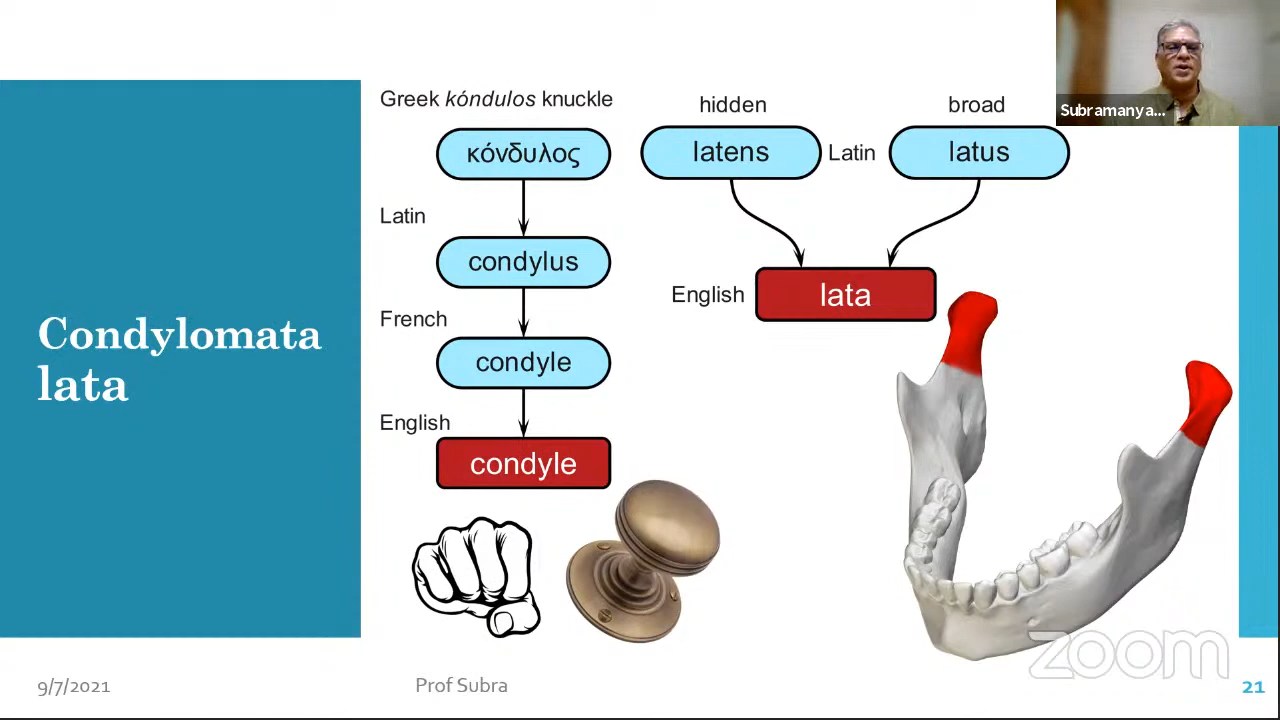 Condylomata
lata
Greek kóndulos knuckle
κόνδυλος
Latin
condylus
French
condyle
English
condyle
hidden
latens
Latin
broad
latus
English
lata
Subramanya...
zoom
9/7/2021
Prof Subra
21